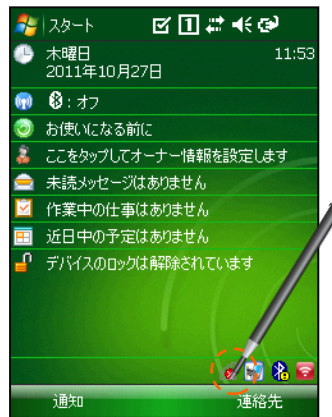 スタート 1
木曜日 11:53
2011年10月27日
: オフ
お使いになる前に
ここをタップしてオーナー情報を設定します
未読メッセージはありません
作業中の仕事はありません
近日中の予定はありません
デバイスのロックは解除されています
通知 連絡先